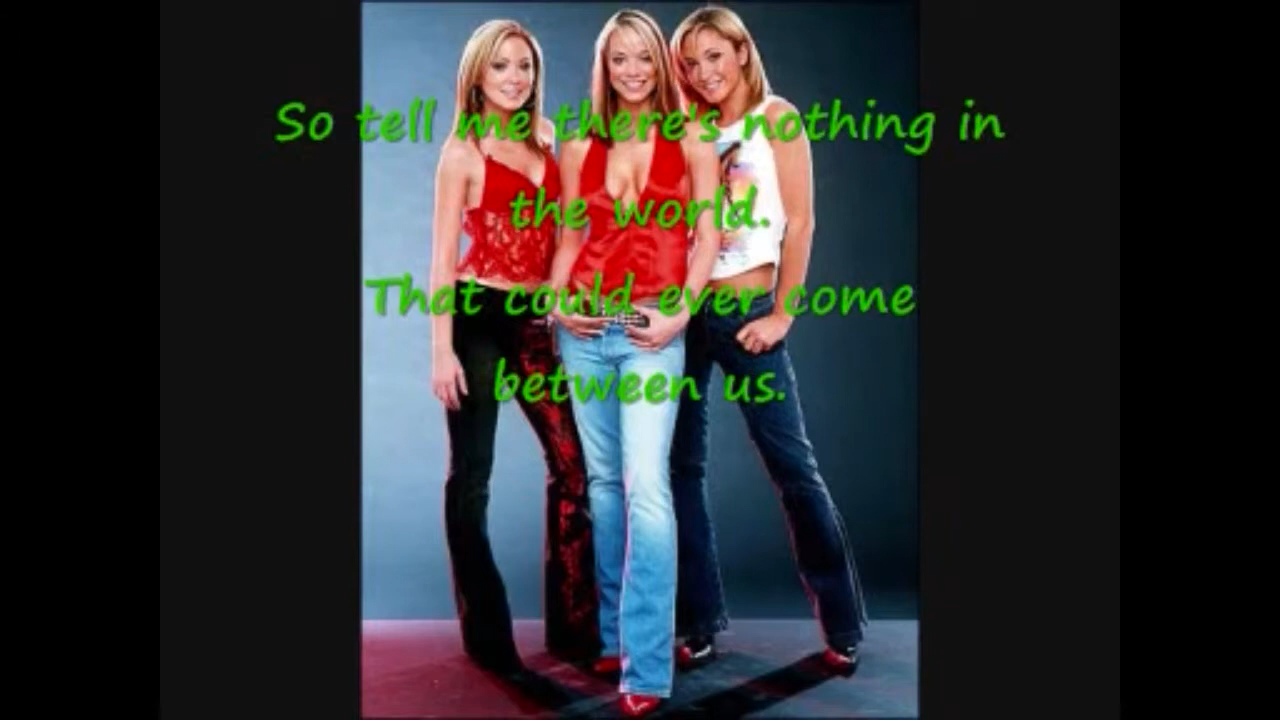 So tell me there's nothing in
the world.
That could ever come
between us.